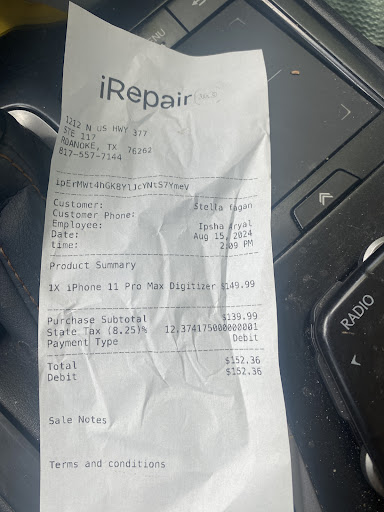 MENU
iRepair
1212 N US HWY 377
STE 117
ROANOKE, TX 76262
817-557-7144
ipErMWt4hGK8YlJcYNtS7YmeV
Customer: Stella Yagan
Customer Phone:
Employee: Ipsha Aryal
Date: Aug 15, 2024
time: 2:09 PM
Product Summary
1X iPhone 11 Pro Max Digitizer $149.99
Purchase Subtotal $139.99
State Tax (8.25)% 12.374175000000001
Payment Type Debit
Total $152.36
Debit $152.36
Sale Notes
Terms and conditions
RADIO